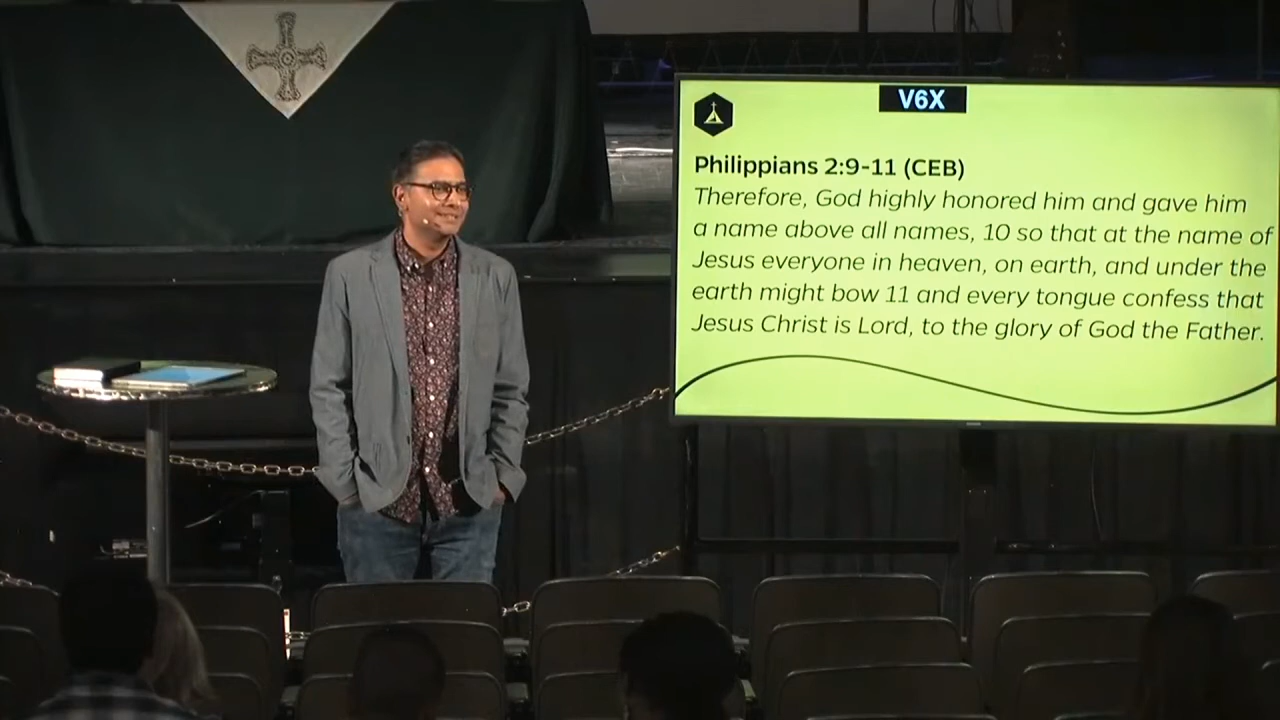 V6X
Philippians 2:9-11 (CEB)
Therefore, God highly honored him and gave him
a name above all names, 10 so that at the name of
Jesus everyone in heaven, on earth, and under the
earth might bow 11 and every tongue confess that
Jesus Christ is Lord, to the glory of God the Father.